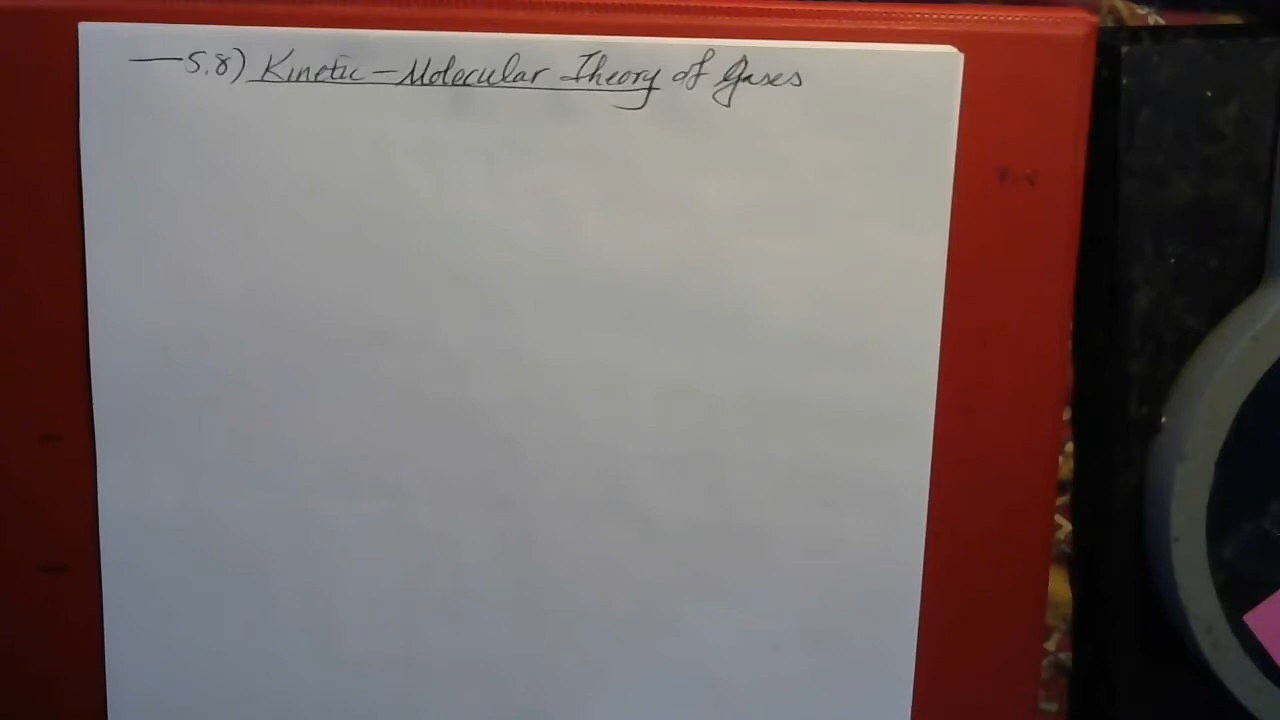 —5.8) Kinetic-Molecular Theory of Gases